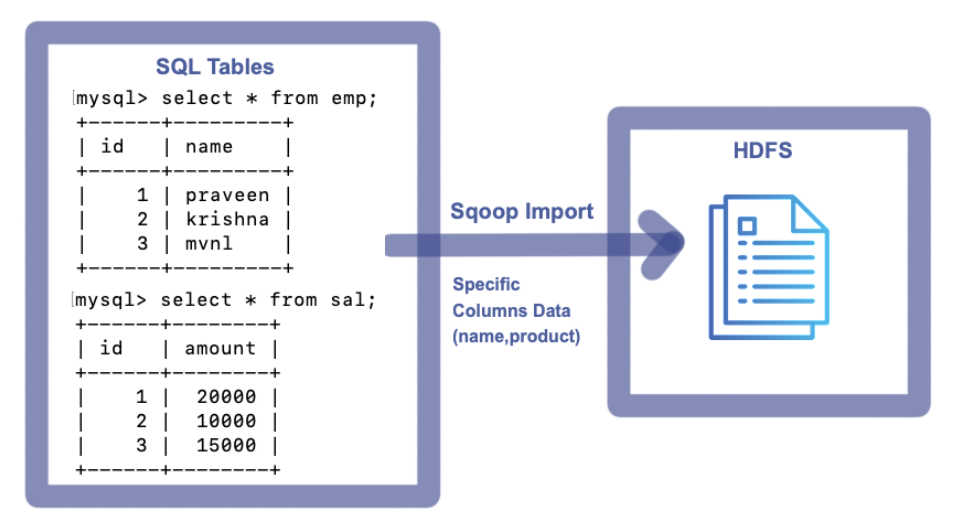 SQL Tables
mysql> select * from emp;
+------+---------+
| id   | name    |
+------+---------+
|    1 | praveen |
|    2 | krishna |
|    3 | mvnl    |
+------+---------+
mysql> select * from sal;
+------+--------+
| id   | amount |
+------+--------+
|    1 |  20000 |
|    2 |  10000 |
|    3 |  15000 |
+------+--------+
Sqoop Import
Specific
Columns Data
(name,product)
HDFS